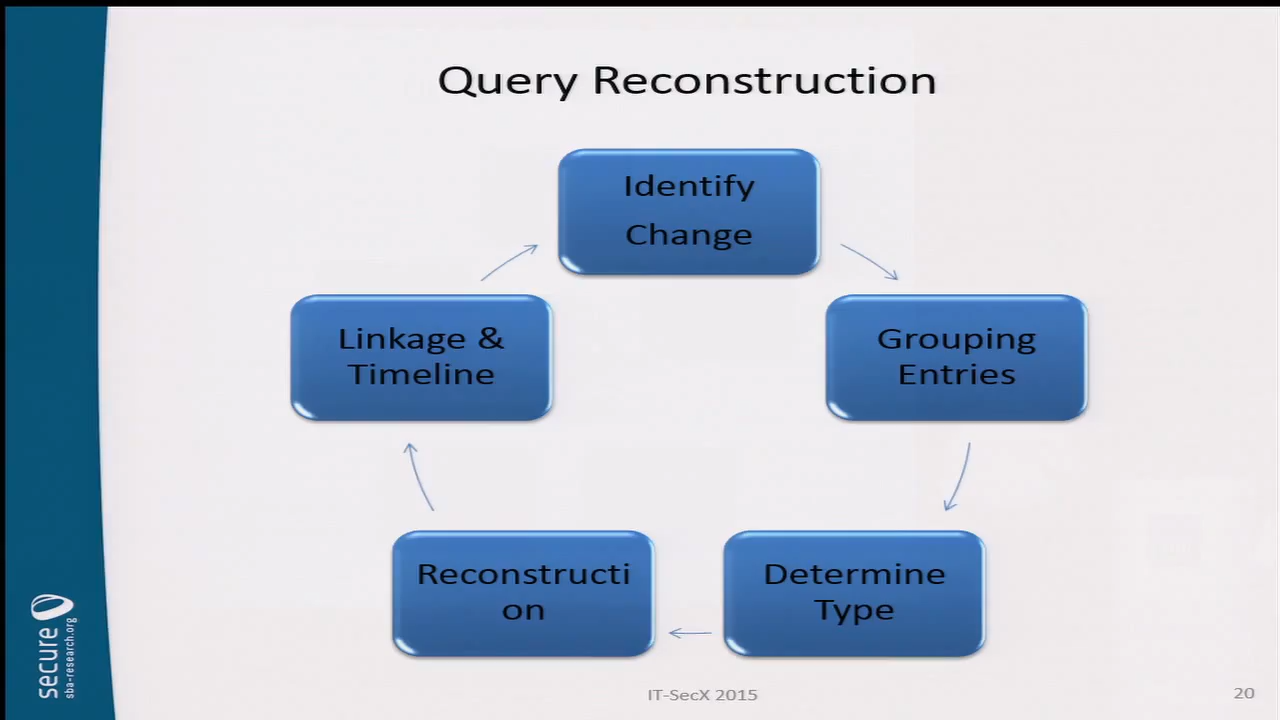 Query Reconstruction
Identify
Change
Grouping
Entries
Determine
Type
Reconstructi
on
Linkage &
Timeline
secure
sba-research.org
IT-SecX 2015
20